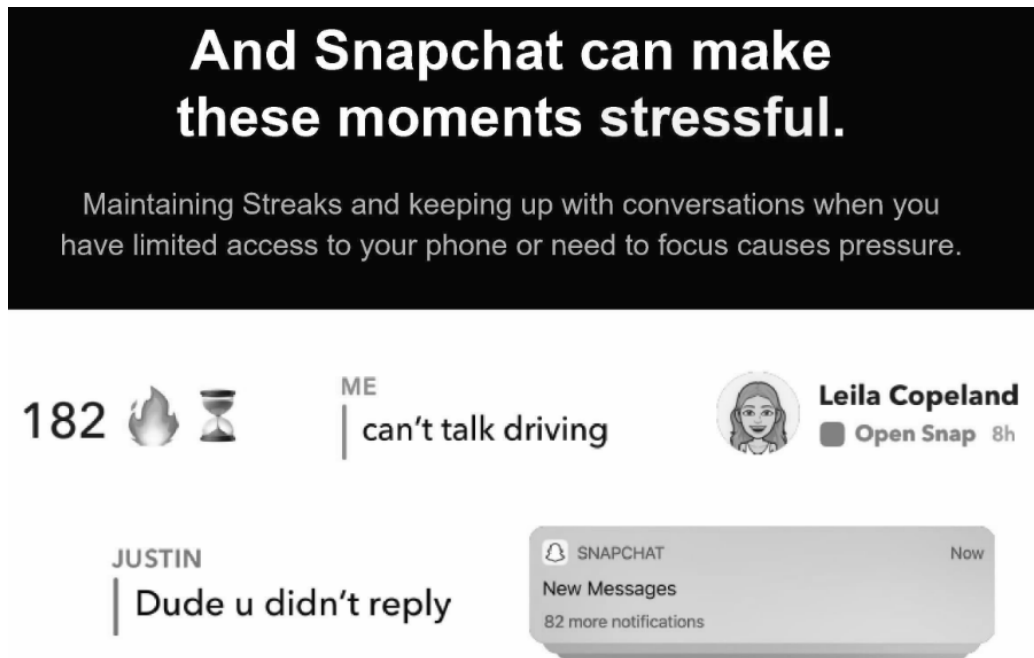 And Snapchat can make
these moments stressful.
Maintaining Streaks and keeping up with conversations when you
have limited access to your phone or need to focus causes pressure.
182 🔥 ⏳
ME
can't talk driving
Leila Copeland
Open Snap 8h
JUSTIN
Dude u didn't reply
SNAPCHAT Now
New Messages
82 more notifications